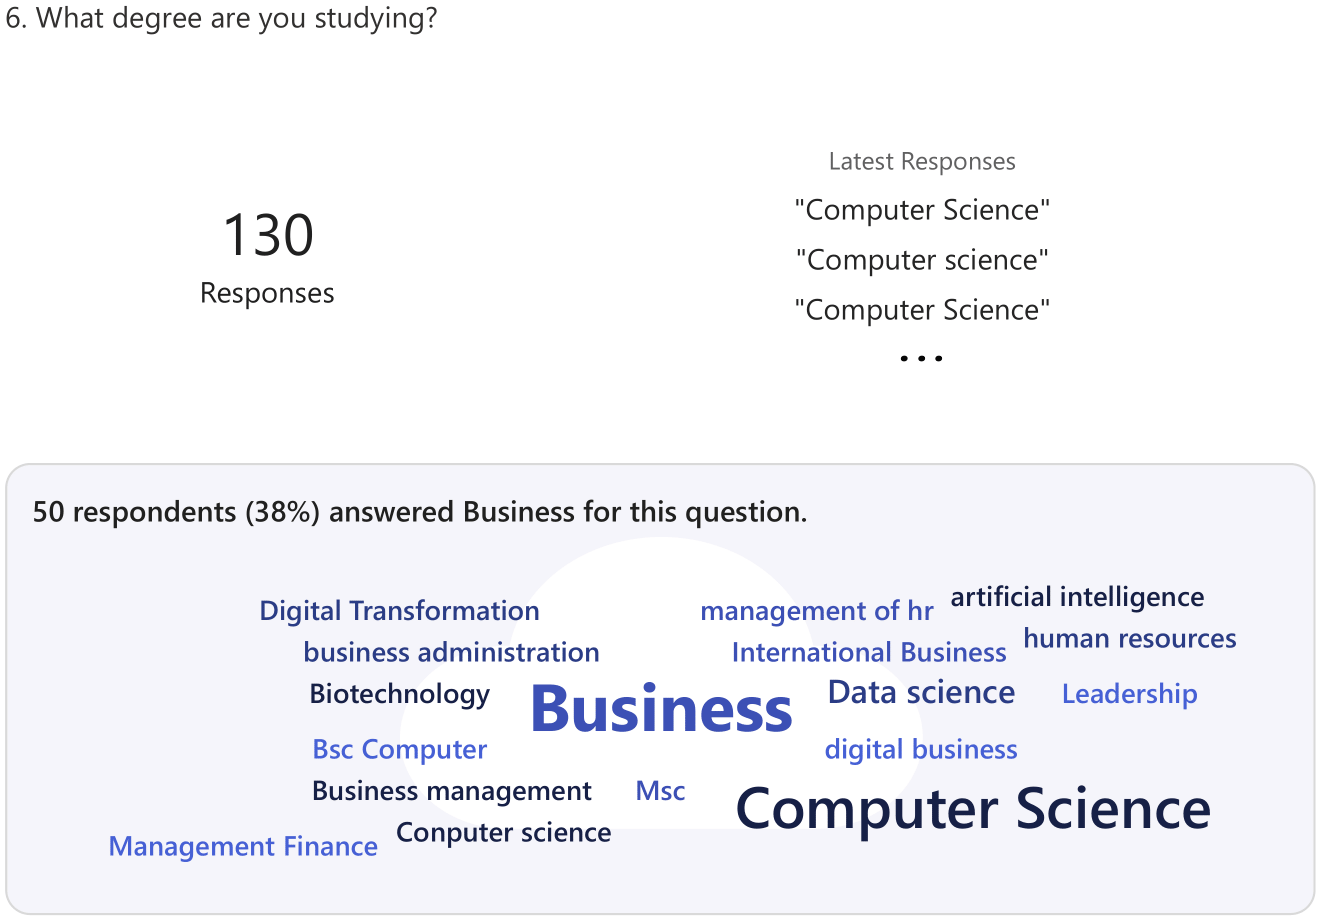 6. What degree are you studying?
130
Responses
Latest Responses
"Computer Science"
"Computer science"
"Computer Science"
...
50 respondents (38%) answered Business for this question.
artificial intelligence
Digital Transformation
management of hr
human resources
business administration
International Business
Biotechnology
Business
Data science
Leadership
Bsc Computer
digital business
Business management
Msc
Computer Science
Conputer science
Management Finance